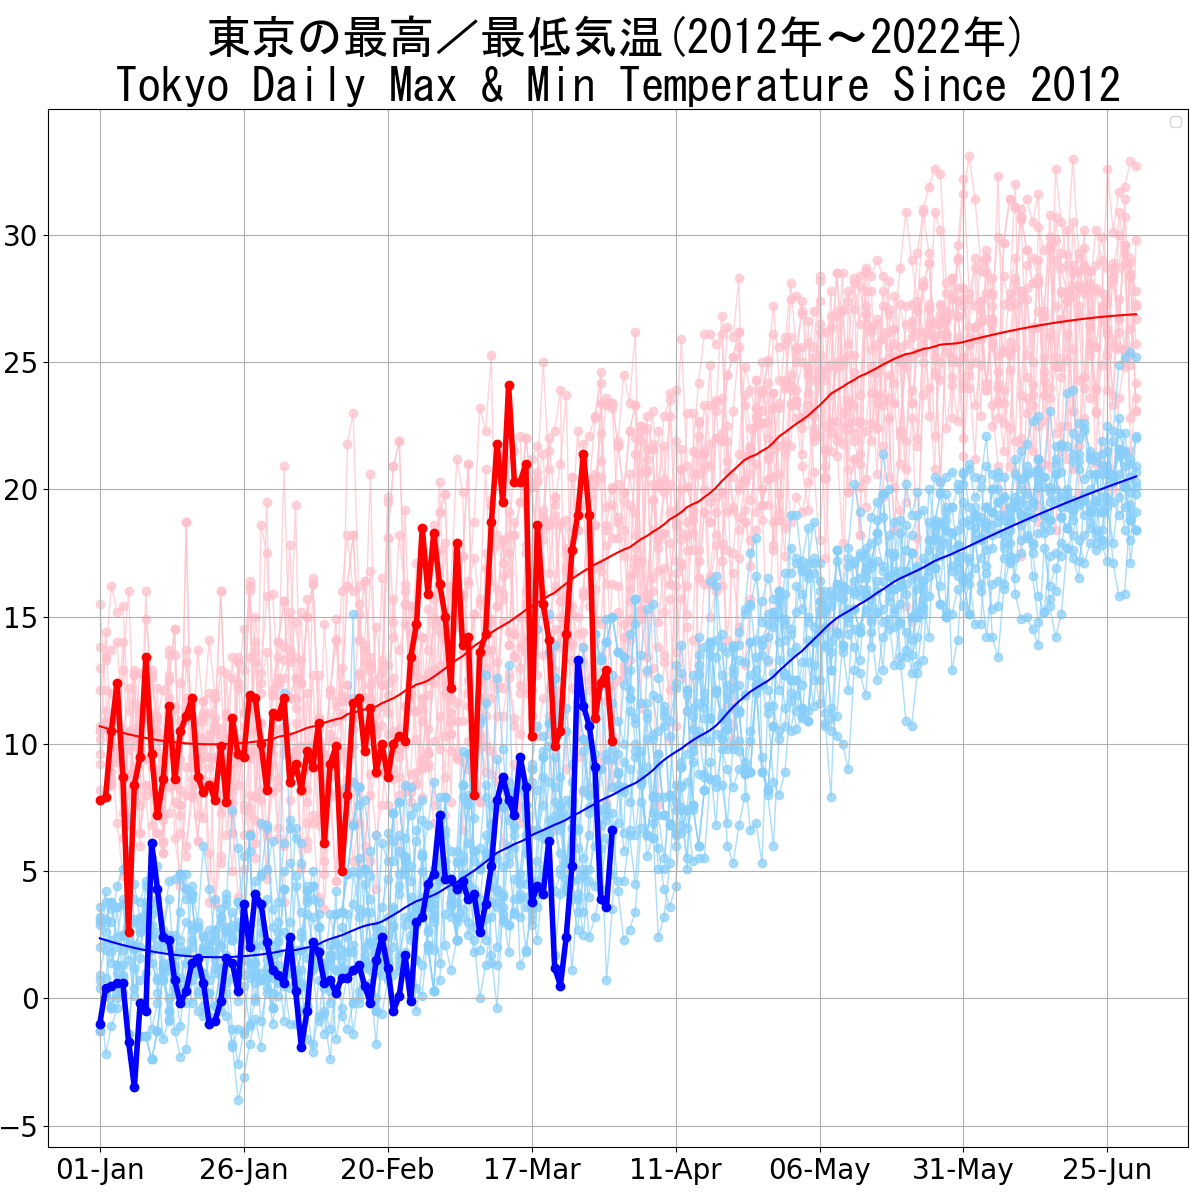 東京の最高／最低気温(2012年～2022年)
Tokyo Daily Max & Min Temperature Since 2012
30
25
20
15
10
5
0
−5
01-Jan 26-Jan 20-Feb 17-Mar 11-Apr 06-May 31-May 25-Jun